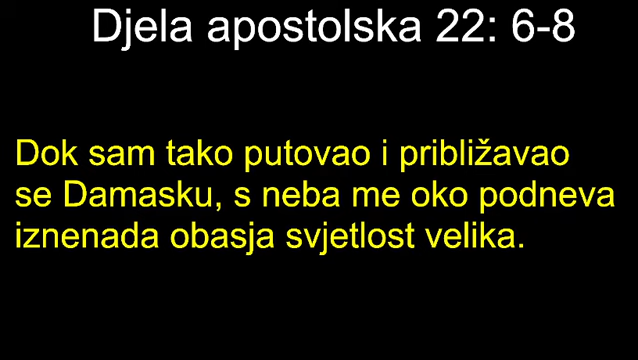 Djela apostolska 22: 6-8
Dok sam tako putovao i približavao
se Damasku, s neba me oko podneva
iznenada obasja svjetlost velika.